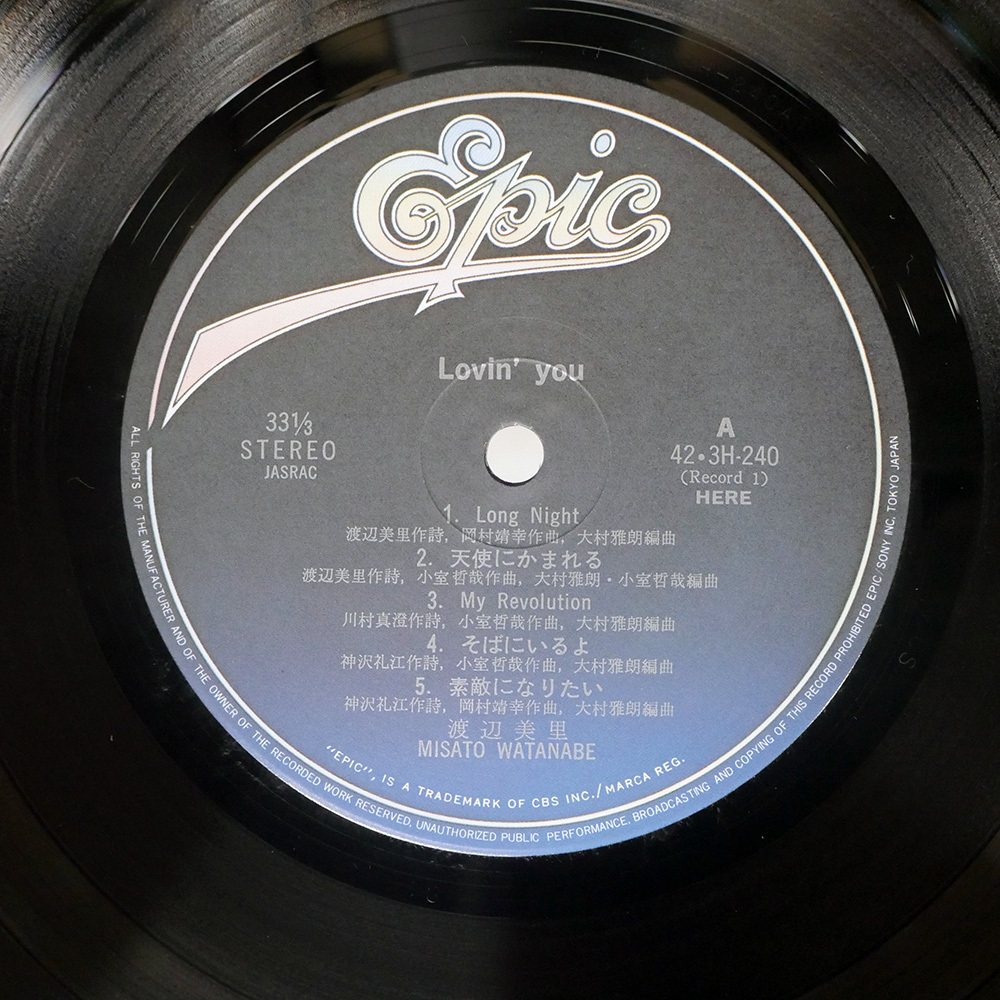 Epic
Lovin' you
33⅓
STEREO
JASRAC
A
42•3H-240
(Record 1)
HERE
1. Long Night
渡辺美里作詩, 岡村靖幸作曲, 大村雅朗編曲
2. 天使にかまれる
渡辺美里作詩, 小室哲哉作曲, 大村雅朗・小室哲哉編曲
3. My Revolution
川村真澄作詩, 小室哲哉作曲, 大村雅朗編曲
4. そばにいるよ
神沢礼江作詩, 小室哲哉作曲, 大村雅朗編曲
5. 素敵になりたい
神沢礼江作詩, 岡村靖幸作曲, 大村雅朗編曲
渡辺美里
MISATO WATANABE
"EPIC", IS A TRADEMARK OF CBS INC./MARCA REG.
ALL RIGHTS OF THE MANUFACTURER AND OF THE OWNER OF THE RECORDED WORK RESERVED, UNAUTHORIZED PUBLIC PERFORMANCE, BROADCASTING AND COPYING OF THIS RECORD PROHIBITED EPIC/SONY INC. TOKYO JAPAN